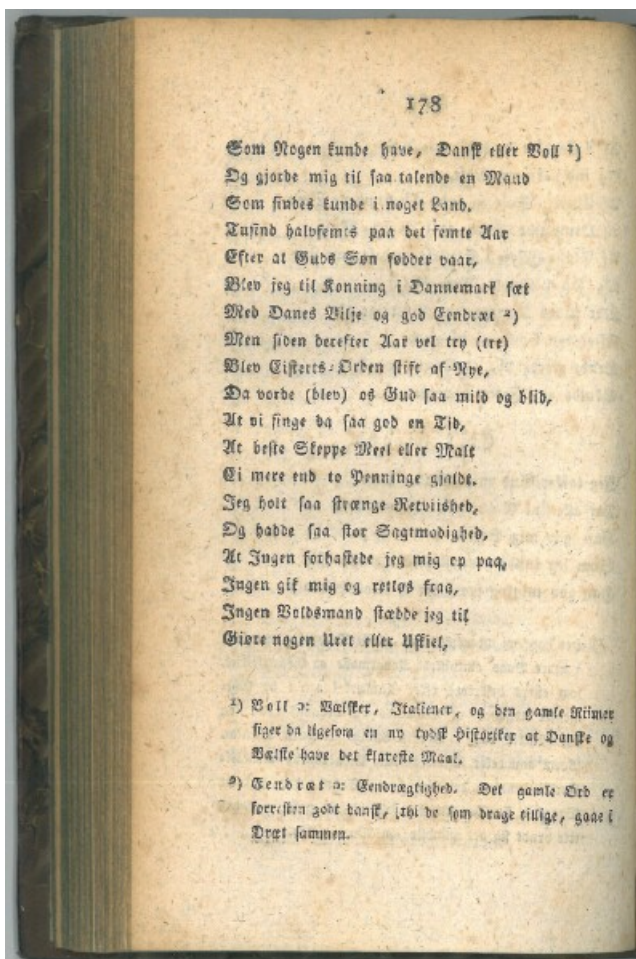 178
Som Nogen kunde have, Dansk eller Voll ¹)
Og gjorde mig til saa talende en Mand
Som findes kunde i noget Land.
Tusind halvfemts paa det femte Aar
Efter at Guds Søn fødder vaar,
Blev jeg til Konning i Dannemark sæt
Med Danes Vilje og god Eendræt ²)
Men siden derefter Aar vel try (tre)
Blev Cisterts-Orden stift af Nye,
Da vorde (blev) os Gud saa mild og blid,
At vi finge da saa god en Tid,
At beste Skeppe Meel eller Malt
Ei mere end to Penninge gjaldt.
Jeg holt saa strænge Retviished,
Og hadde saa stor Sagtmodighed,
At Ingen forhastede jeg mig op paa,
Ingen gik mig og retløs fraa,
Ingen Voldsmand stædde jeg til
Giøre nogen Uret eller Uskiel,
¹) Voll ɔ: Vælsker, Italiener, og den gamle Riimer
siger da ligesom en ny tydsk Historiker at Danske og
Vælske have det klareste Maal.
²) Eendræt ɔ: Eendrægtighed. Det gamle Ord er
forresten godt dansk, thi de som drage tillige, gaae i
Dræt sammen.